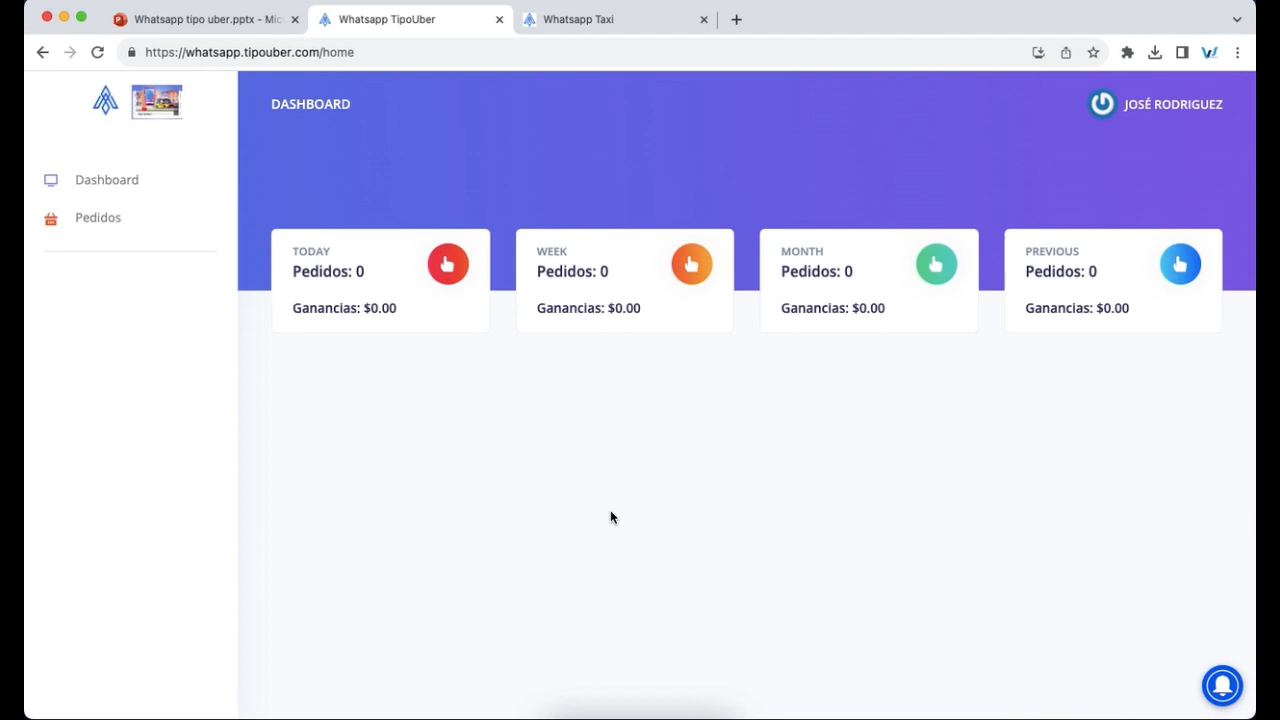 Whatsapp tipo uber.pptx - Mic
Whatsapp TipoUber
Whatsapp Taxi
https://whatsapp.tipouber.com/home
DASHBOARD
JOSÉ RODRIGUEZ
Dashboard
Pedidos
TODAY
Pedidos: 0
Ganancias: $0.00
WEEK
Pedidos: 0
Ganancias: $0.00
MONTH
Pedidos: 0
Ganancias: $0.00
PREVIOUS
Pedidos: 0
Ganancias: $0.00